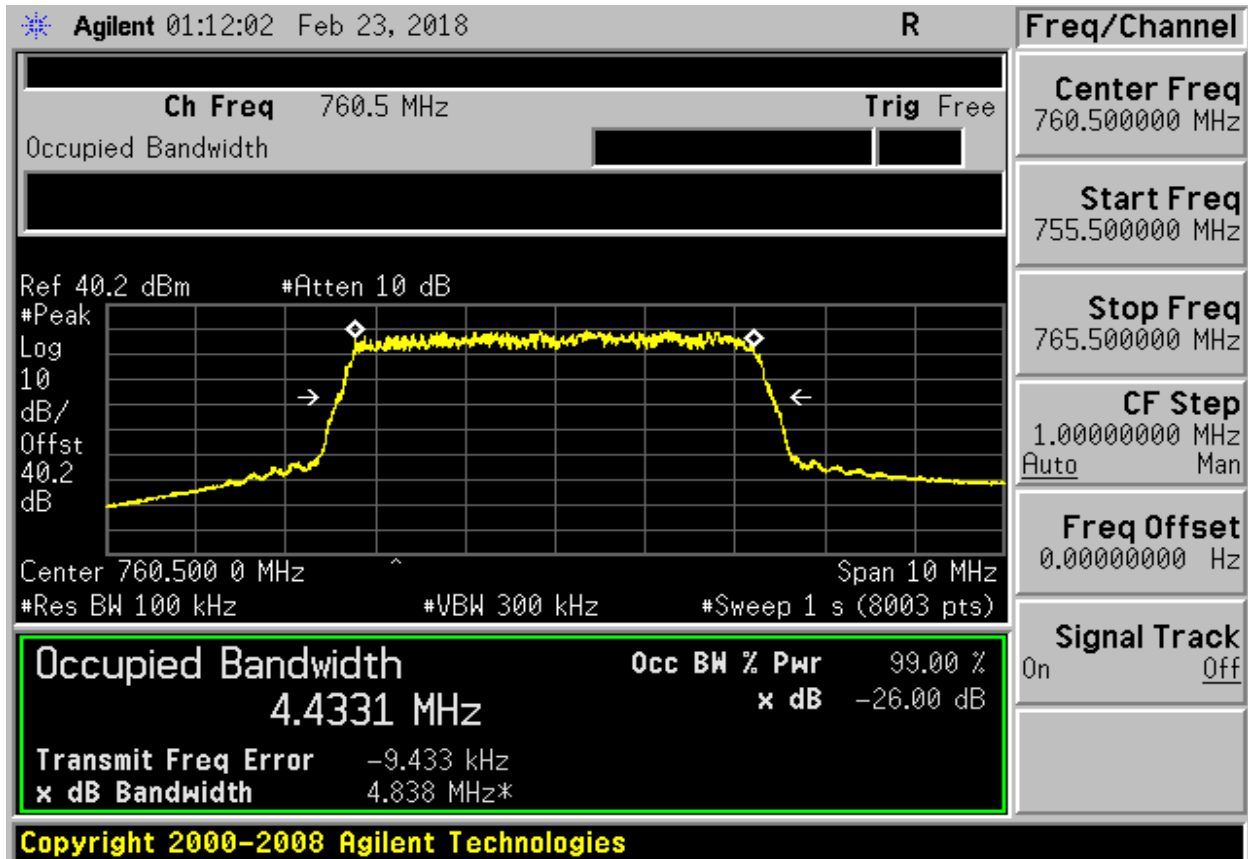 Agilent 01:12:02 Feb 23, 2018 R Freq/Channel
Ch Freq 760.5 MHz Trig Free
Occupied Bandwidth
Center Freq
760.500000 MHz
Start Freq
755.500000 MHz
Stop Freq
765.500000 MHz
CF Step
1.00000000 MHz
Auto Man
Freq Offset
0.00000000 Hz
Signal Track
On Off
Ref 40.2 dBm #Atten 10 dB
#Peak
Log
10
dB/
Offst
40.2
dB
Center 760.500 0 MHz ^ Span 10 MHz
#Res BW 100 kHz #VBW 300 kHz #Sweep 1 s (8003 pts)
Occupied Bandwidth Occ BW % Pwr 99.00 %
4.4331 MHz x dB -26.00 dB
Transmit Freq Error -9.433 kHz
x dB Bandwidth 4.838 MHz*
Copyright 2000-2008 Agilent Technologies